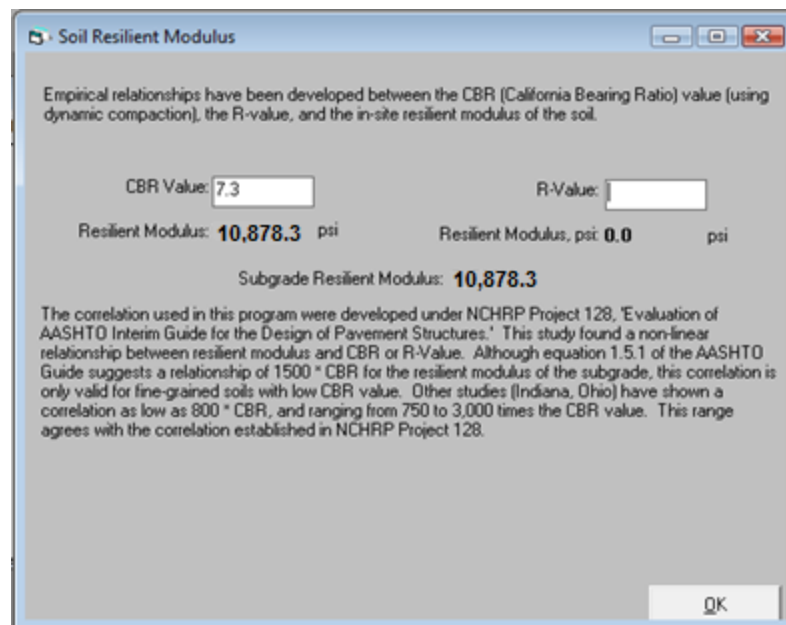 Soil Resilient Modulus
Empirical relationships have been developed between the CBR (California Bearing Ratio) value (using
dynamic compaction), the R-value, and the in-site resilient modulus of the soil.
CBR Value: 7.3 R-Value:
Resilient Modulus: 10,878.3 psi Resilient Modulus, psi: 0.0 psi
Subgrade Resilient Modulus: 10,878.3
The correlation used in this program were developed under NCHRP Project 128, 'Evaluation of
AASHTO Interim Guide for the Design of Pavement Structures.' This study found a non-linear
relationship between resilient modulus and CBR or R-Value. Although equation 1.5.1 of the AASHTO
Guide suggests a relationship of 1500 * CBR for the resilient modulus of the subgrade, this correlation is
only valid for fine-grained soils with low CBR value. Other studies (Indiana, Ohio) have shown a
correlation as low as 800 * CBR, and ranging from 750 to 3,000 times the CBR value. This range
agrees with the correlation established in NCHRP Project 128.
OK